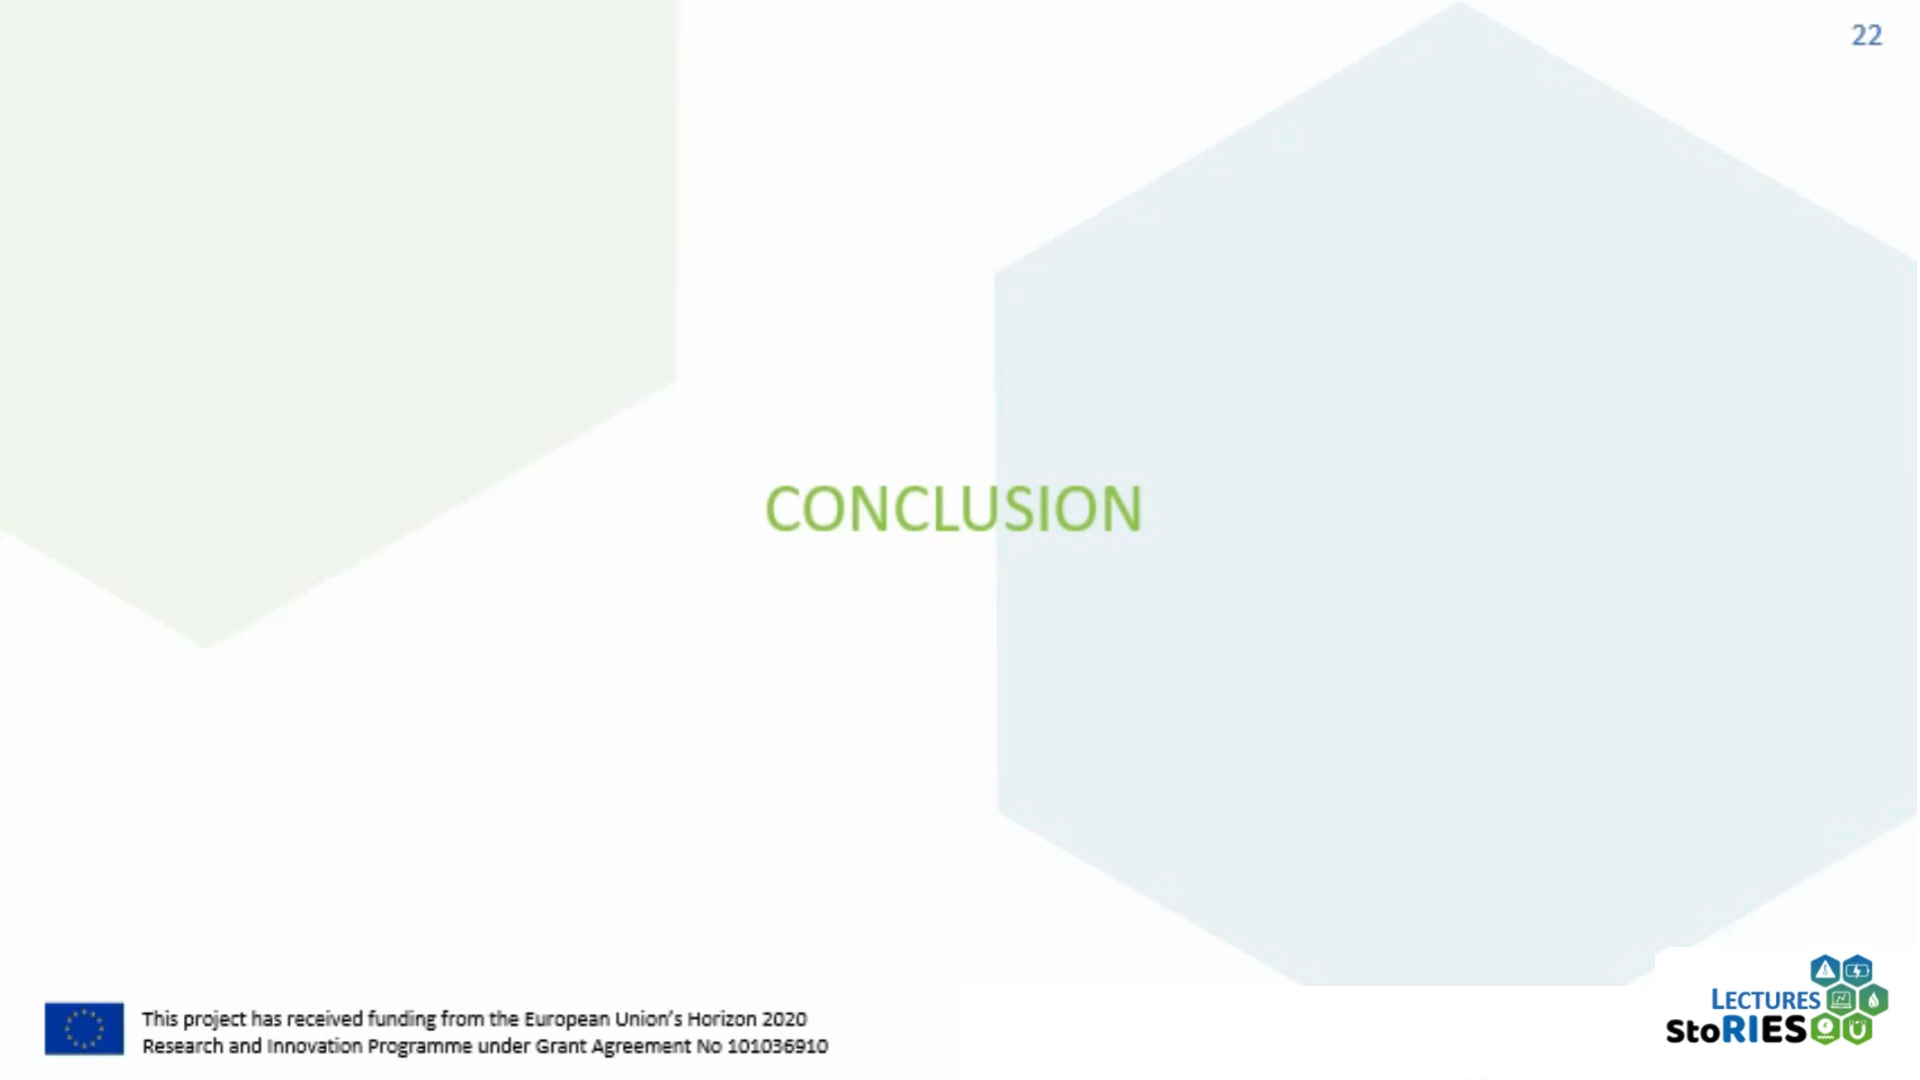 22
CONCLUSION
This project has received funding from the European Union's Horizon 2020
Research and Innovation Programme under Grant Agreement No 101036910
LECTURES
StoRIES